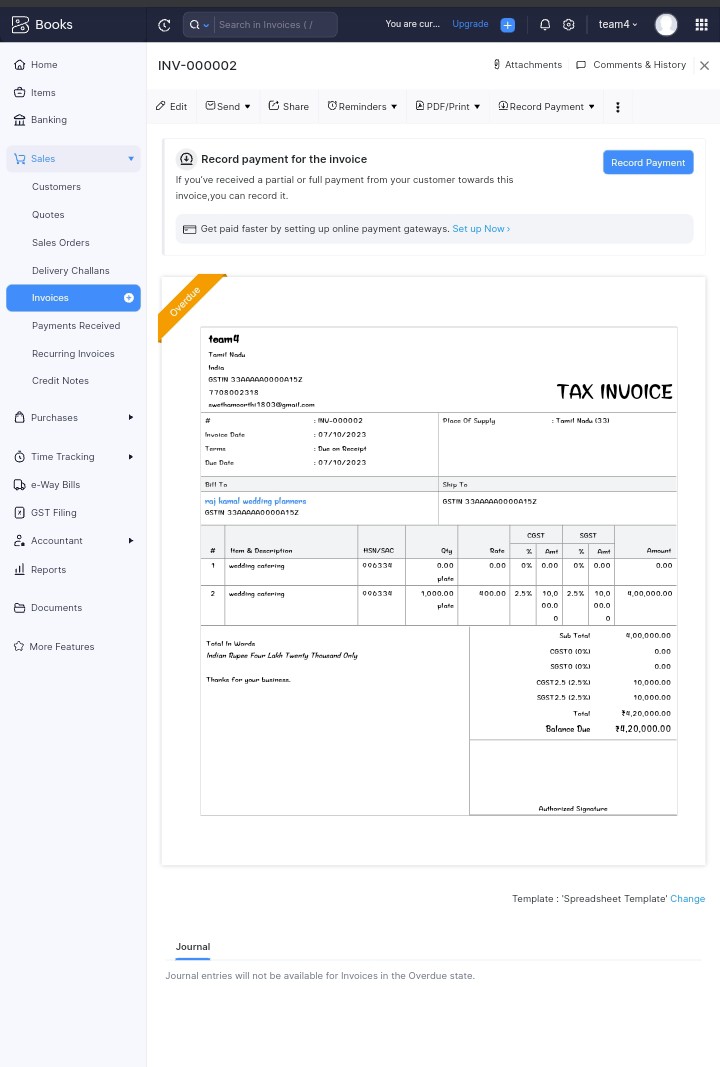 Books
Search in Invoices ( /
You are cur... Upgrade
team4
Home
Items
Banking
Sales
Customers
Quotes
Sales Orders
Delivery Challans
Invoices
Payments Received
Recurring Invoices
Credit Notes
Purchases
Time Tracking
e-Way Bills
GST Filing
Accountant
Reports
Documents
More Features
INV-000002
Attachments Comments & History
Edit Send Share Reminders PDF/Print Record Payment
Record payment for the invoice
Record Payment
If you've received a partial or full payment from your customer towards this
invoice,you can record it.
Get paid faster by setting up online payment gateways. Set up Now ›
Overdue
team4
Tamil Nadu
India
GSTIN 33AAAAA0000A15Z
7708002318
swethamoorthi1803@gmail.com
TAX INVOICE
# : INV-000002 Place Of Supply : Tamil Nadu (33)
Invoice Date : 07/10/2023
Terms : Due on Receipt
Due Date : 07/10/2023
Bill To Ship To
raj kamal wedding planners GSTIN 33AAAAA0000A15Z
GSTIN 33AAAAA0000A15Z
CGST SGST
# Item & Description HSN/SAC Qty Rate % Amt % Amt Amount
1 wedding catering 996334 0.00 0.00 0% 0.00 0% 0.00 0.00
plate
2 wedding catering 996334 1,000.00 400.00 2.5% 10,0 2.5% 10,0 4,00,000.00
plate 00.0 00.0
0 0
Sub Total 4,00,000.00
Total In Words
CGST0 (0%) 0.00
Indian Rupee Four Lakh Twenty Thousand Only
SGST0 (0%) 0.00
Thanks for your business.
CGST2.5 (2.5%) 10,000.00
SGST2.5 (2.5%) 10,000.00
Total ₹4,20,000.00
Balance Due ₹4,20,000.00
Authorized Signature
Template : 'Spreadsheet Template' Change
Journal
Journal entries will not be available for Invoices in the Overdue state.